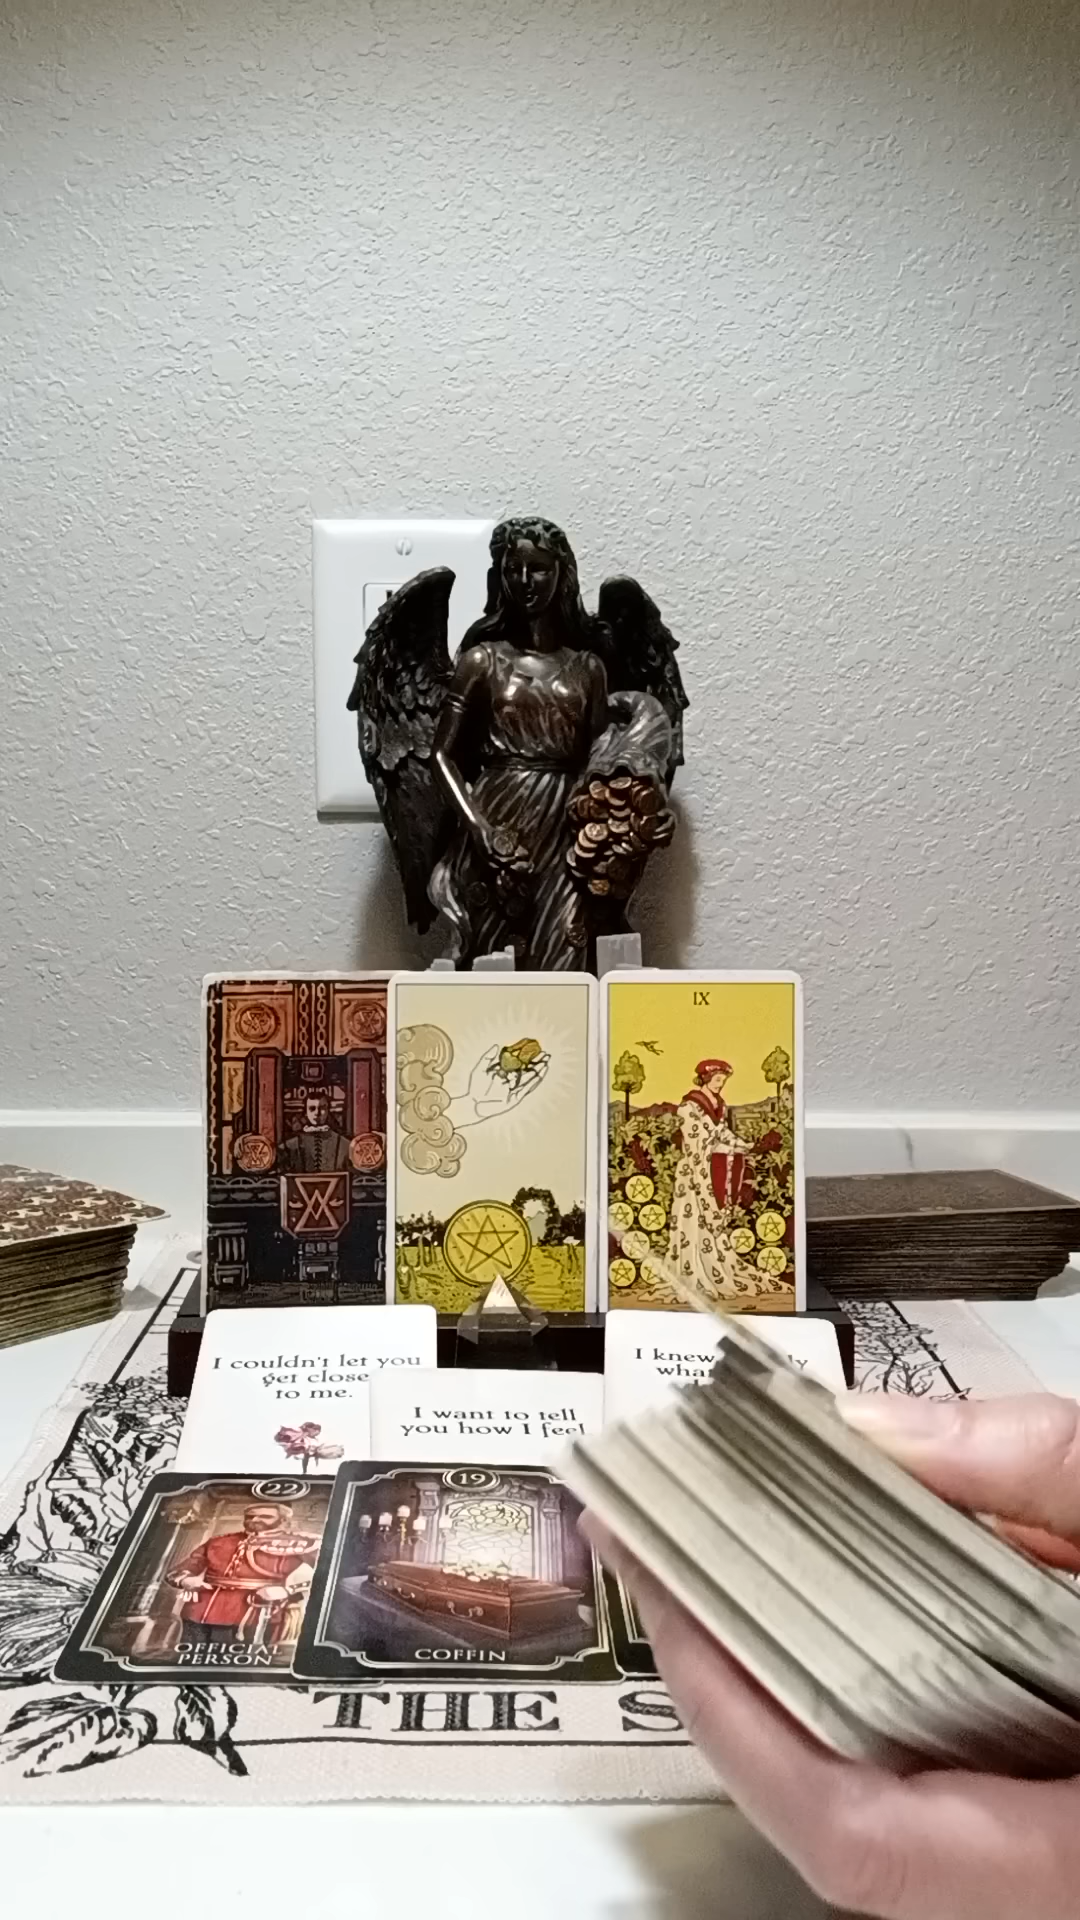 IX
I couldn't let you
get close
to me.
I want to tell
you how I feel
I knew
what
22
OFFICIAL
PERSON
19
COFFIN
THE S